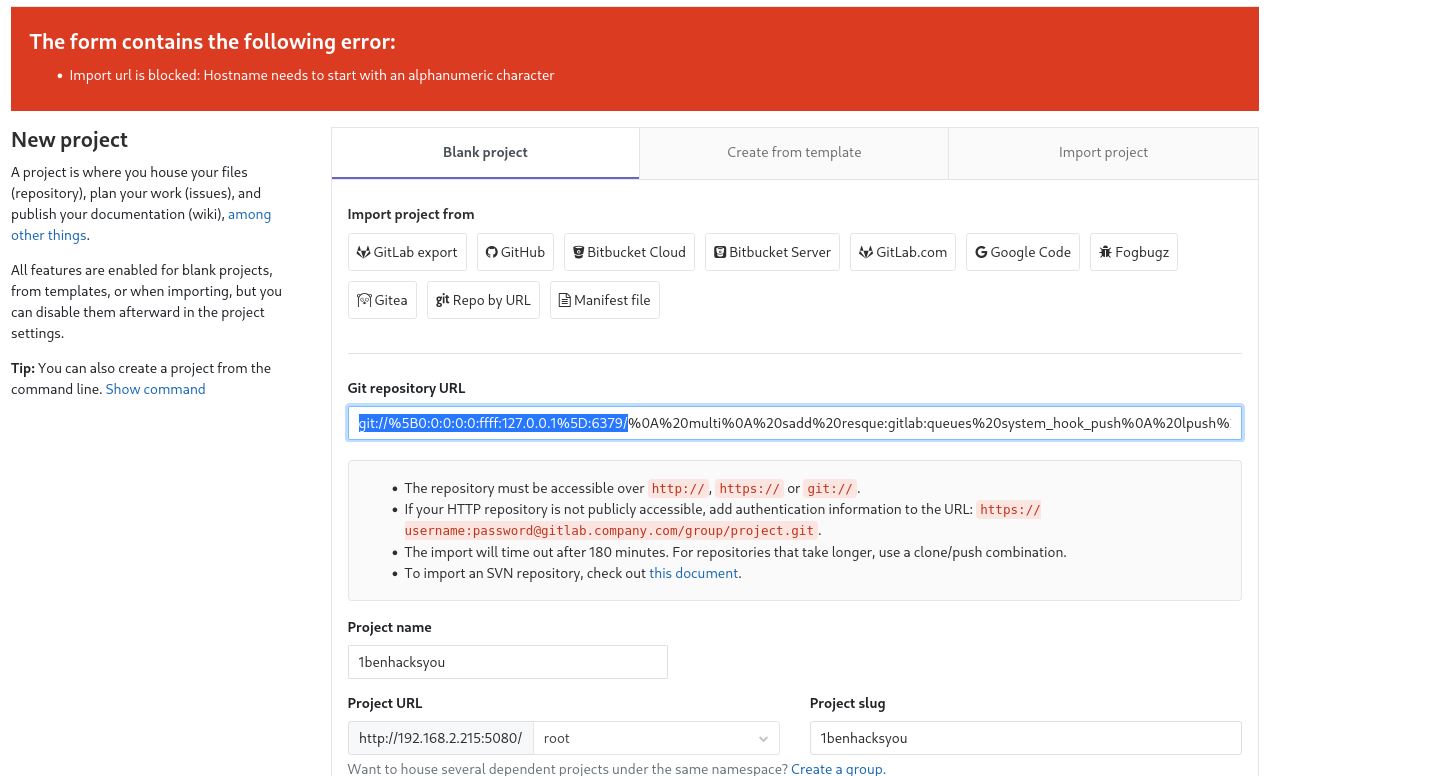 The form contains the following error:
• Import url is blocked: Hostname needs to start with an alphanumeric character
New project
A project is where you house your files
(repository), plan your work (issues), and
publish your documentation (wiki), among
other things.
All features are enabled for blank projects,
from templates, or when importing, but you
can disable them afterward in the project
settings.
Tip: You can also create a project from the
command line. Show command
Blank project
Create from template
Import project
Import project from
GitLab export
GitHub
Bitbucket Cloud
Bitbucket Server
GitLab.com
Google Code
Fogbugz
Gitea
git Repo by URL
Manifest file
Git repository URL
git://%5B0:0:0:0:0:ffff:127.0.0.1%5D:6379/%0A%20multi%0A%20sadd%20resque:gitlab:queues%20system_hook_push%0A%20lpush%
• The repository must be accessible over http://, https:// or git://.
• If your HTTP repository is not publicly accessible, add authentication information to the URL: https://
username:password@gitlab.company.com/group/project.git.
• The import will time out after 180 minutes. For repositories that take longer, use a clone/push combination.
• To import an SVN repository, check out this document.
Project name
1benhacksyou
Project URL
http://192.168.2.215:5080/
root
Project slug
1benhacksyou
Want to house several dependent projects under the same namespace? Create a group.